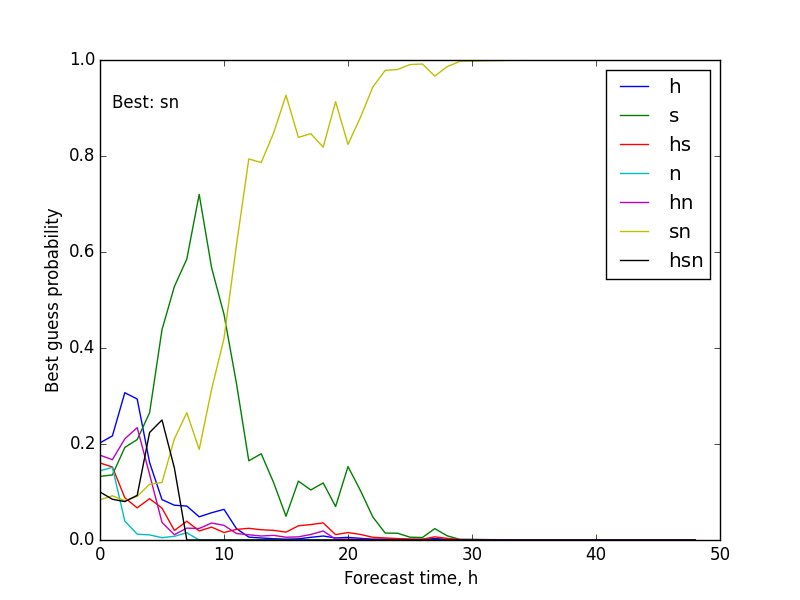 1.0
0.8
0.6
0.4
0.2
0.0
Best guess probability
Best: sn
h
s
hs
n
hn
sn
hsn
0 10 20 30 40 50
Forecast time, h